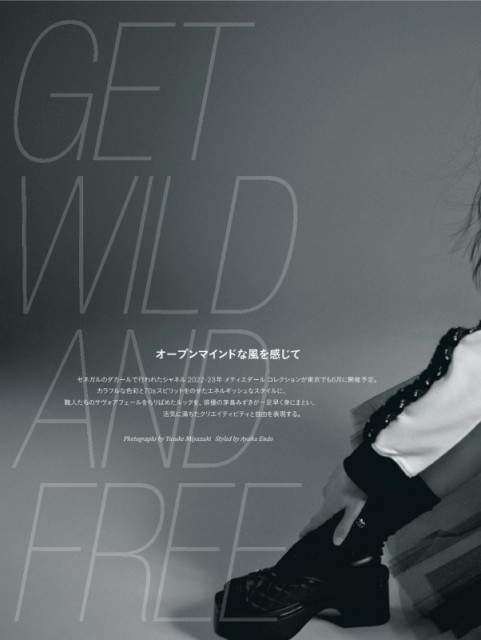 GET
WILD
AND
FREE
オープンマインドな風を感じて
セネガルのダカールで行われたシャネル 2022-23年 メティエダール コレクションが東京でも6月に開催予定。
カラフルな色彩と70sスピリットをのせたエネルギッシュなスタイルに、
職人たちのサヴォアフェールをちりばめたルックを、俳優の李嘉みずきが一足早く身にまとい、
活気に満ちたクリエイティビティと自由を表現する。
Photographs by Yusuke Miyazaki Styled by Ayaka Endo